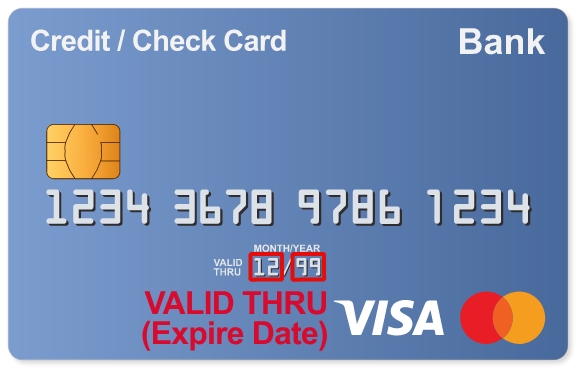 Credit / Check Card
Bank
1234 3678 9786 1234
MONTH/YEAR
VALID THRU 12/99
VALID THRU
(Expire Date)
VISA